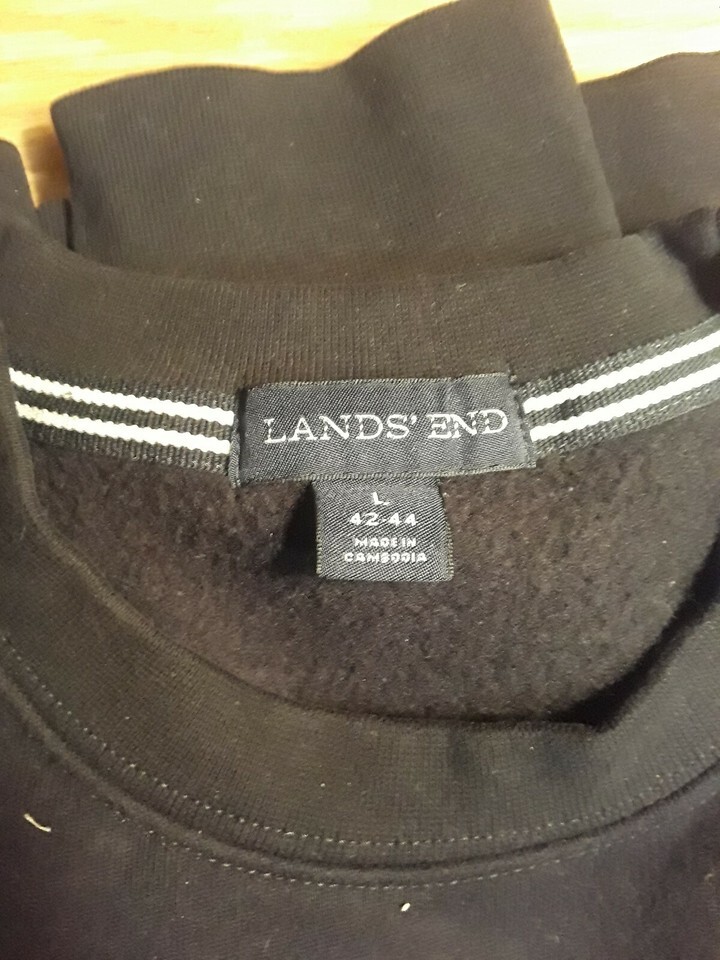 LANDS' END
L
42-44
MADE IN
CAMBODIA